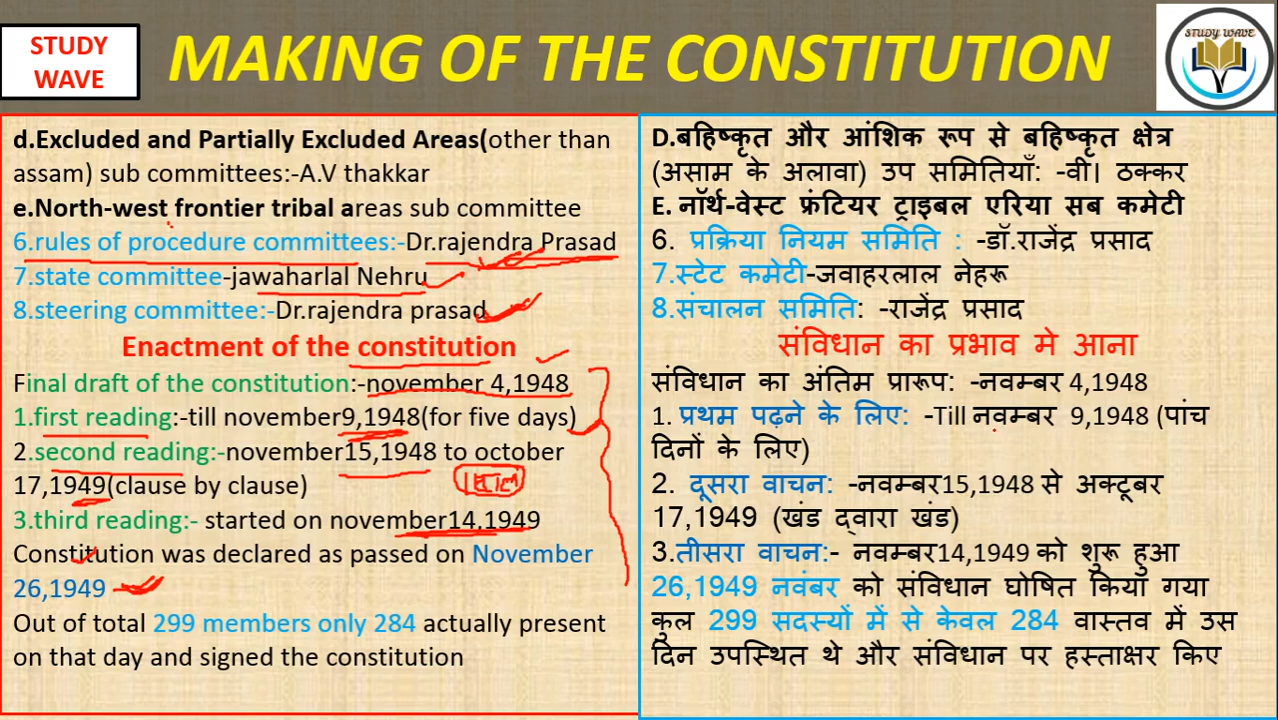 STUDY
WAVE
MAKING OF THE CONSTITUTION
STUDY WAVE
d.Excluded and Partially Excluded Areas(other than
assam) sub committees:-A.V thakkar
e.North-west frontier tribal areas sub committee
6.rules of procedure committees:-Dr.rajendra Prasad
7.state committee-jawaharlal Nehru
8.steering committee:-Dr.rajendra prasad
Enactment of the constitution
Final draft of the constitution:-november 4,1948
1.first reading:-till november9,1948(for five days)
2.second reading:-november15,1948 to october
17,1949(clause by clause)
3.third reading:- started on november14,1949
Constitution was declared as passed on November
26,1949
Out of total 299 members only 284 actually present
on that day and signed the constitution
D.बहिष्कृत और आंशिक रूप से बहिष्कृत क्षेत्र
(असाम के अलावा) उप समितियाँ: -वी। ठक्कर
E. नॉर्थ-वेस्ट फ्रंटियर ट्राइबल एरिया सब कमेटी
6. प्रक्रिया नियम समिति : -डॉ.राजेंद्र प्रसाद
7.स्टेट कमेटी-जवाहरलाल नेहरू
8.संचालन समिति: -राजेंद्र प्रसाद
संविधान का प्रभाव मे आना
संविधान का अंतिम प्रारूप: -नवम्बर 4,1948
1. प्रथम पढ़ने के लिए: -Till नवम्बर 9,1948 (पांच
दिनों के लिए)
2. दूसरा वाचन: -नवम्बर15,1948 से अक्टूबर
17,1949 (खंड द्वारा खंड)
3.तीसरा वाचन:- नवम्बर14,1949 को शुरू हुआ
26,1949 नवंबर को संविधान घोषित किया गया
कुल 299 सदस्यों में से केवल 284 वास्तव में उस
दिन उपस्थित थे और संविधान पर हस्ताक्षर किए